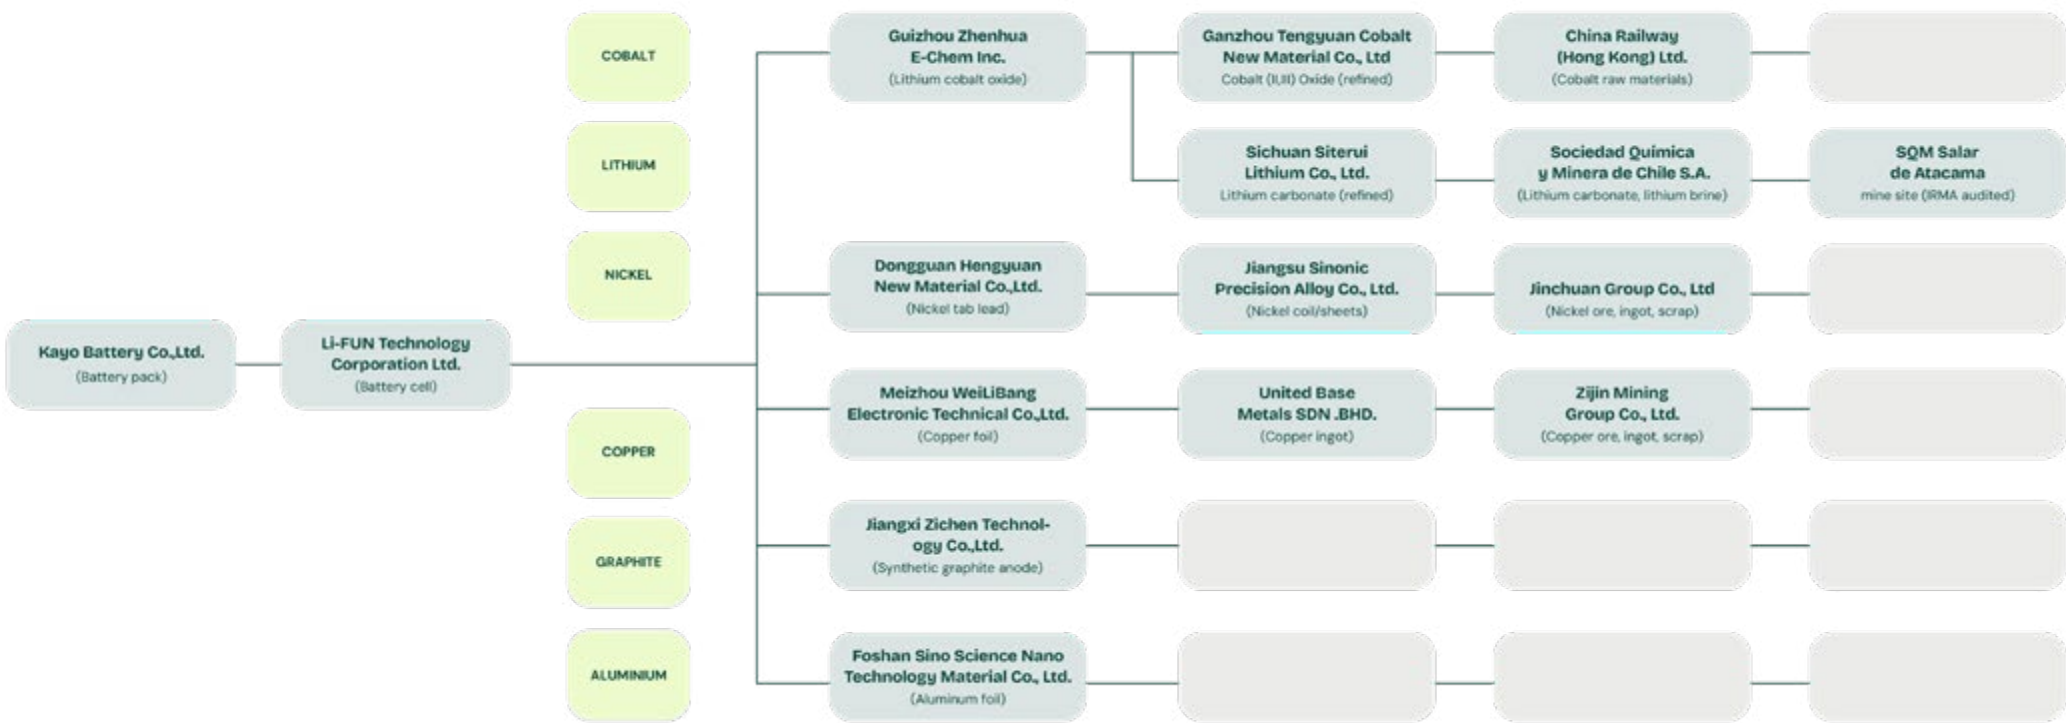 Kayo Battery Co.,Ltd.
(Battery pack)
Li-FUN Technology
Corporation Ltd.
(Battery cell)
COBALT
LITHIUM
NICKEL
COPPER
GRAPHITE
ALUMINIUM
Guizhou Zhenhua
E-Chem Inc.
(Lithium cobalt oxide)
Ganzhou Tengyuan Cobalt
New Material Co., Ltd
Cobalt (II,III) Oxide (refined)
China Railway
(Hong Kong) Ltd.
(Cobalt raw materials)
Sichuan Siterui
Lithium Co., Ltd.
Lithium carbonate (refined)
Sociedad Química
y Minera de Chile S.A.
(Lithium carbonate, lithium brine)
SQM Salar
de Atacama
mine site (IRMA audited)
Dongguan Hengyuan
New Material Co.,Ltd.
(Nickel tab lead)
Jiangsu Sinonic
Precision Alloy Co., Ltd.
(Nickel coil/sheets)
Jinchuan Group Co., Ltd
(Nickel ore, ingot, scrap)
Meizhou WeiLiBang
Electronic Technical Co.,Ltd.
(Copper foil)
United Base
Metals SDN .BHD.
(Copper ingot)
Zijin Mining
Group Co., Ltd.
(Copper ore, ingot, scrap)
Jiangxi Zichen Technol-
ogy Co.,Ltd.
(Synthetic graphite anode)
Foshan Sino Science Nano
Technology Material Co., Ltd.
(Aluminum foil)